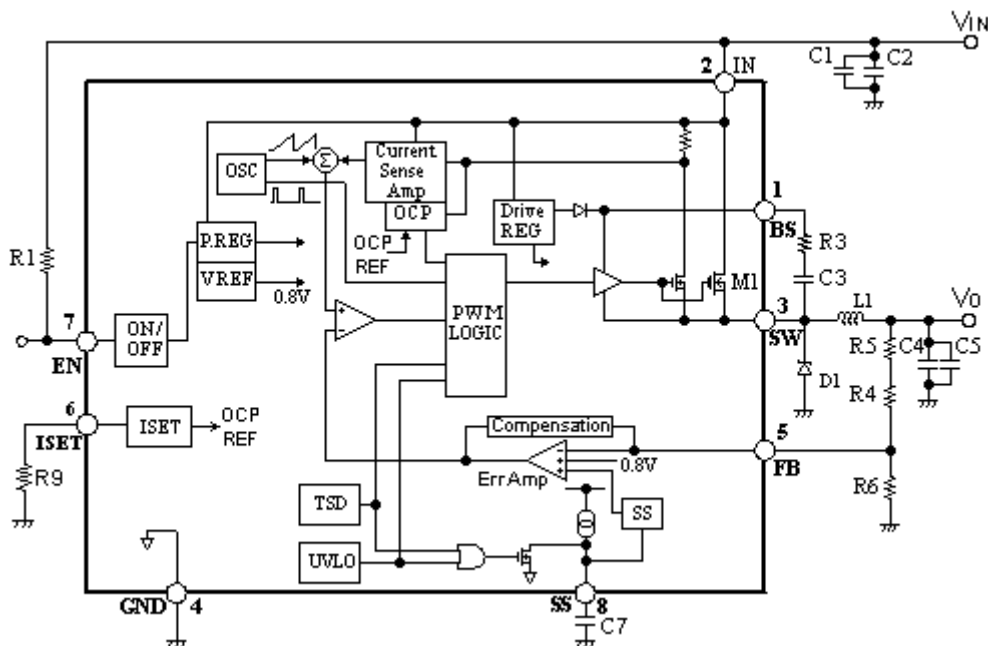 VIN
C1
C2
2
IN
OSC
Σ
Current
Sense
Amp
OCP
OCP
REF
Drive
REG
1
BS
R3
C3
R1
P.REG
VREF
0.8V
M1
PWM
LOGIC
7
EN
ON/
OFF
3
SW
L1
VO
R5
C4
C5
D1
R4
6
ISET
ISET
OCP
REF
R9
Compensation
0.8V
ErrAmp
5
FB
R6
TSD
SS
UVLO
GND
4
SS
8
C7